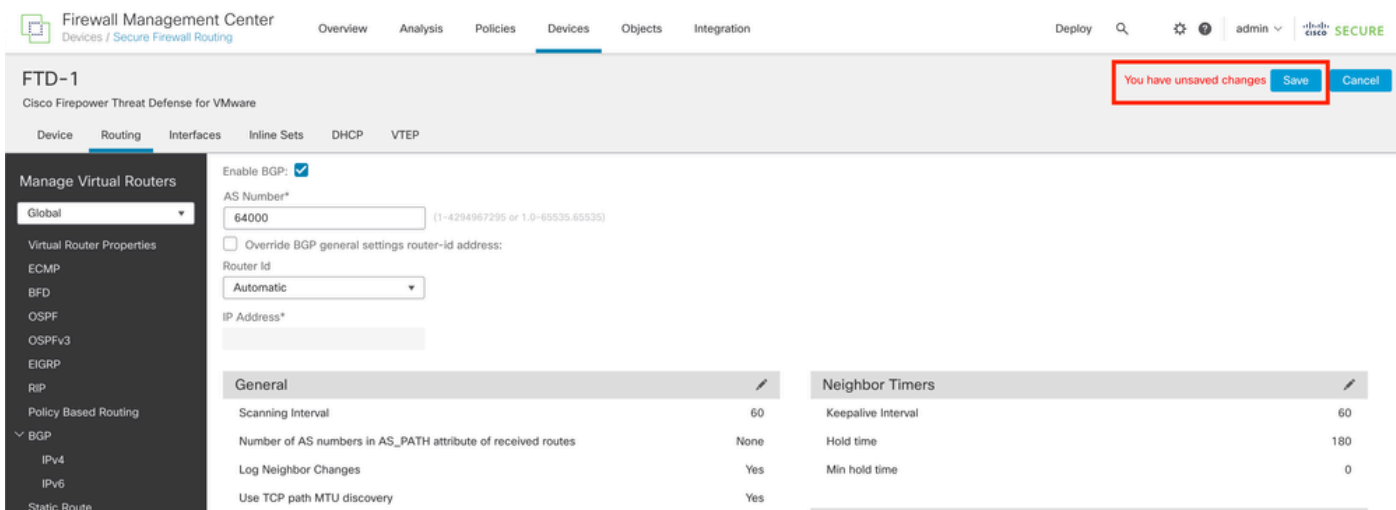 Firewall Management Center
Devices / Secure Firewall Routing
Overview Analysis Policies Devices Objects Integration Deploy admin cisco SECURE
FTD-1
You have unsaved changes Save Cancel
Cisco Firepower Threat Defense for VMware
Device Routing Interfaces Inline Sets DHCP VTEP
Manage Virtual Routers
Global
Virtual Router Properties
ECMP
BFD
OSPF
OSPFv3
EIGRP
RIP
Policy Based Routing
BGP
IPv4
IPv6
Static Route
Enable BGP:
AS Number*
64000 (1-4294967295 or 1.0-65535.65535)
Override BGP general settings router-id address:
Router Id
Automatic
IP Address*
General
Scanning Interval 60
Number of AS numbers in AS_PATH attribute of received routes None
Log Neighbor Changes Yes
Use TCP path MTU discovery Yes
Neighbor Timers
Keepalive Interval 60
Hold time 180
Min hold time 0